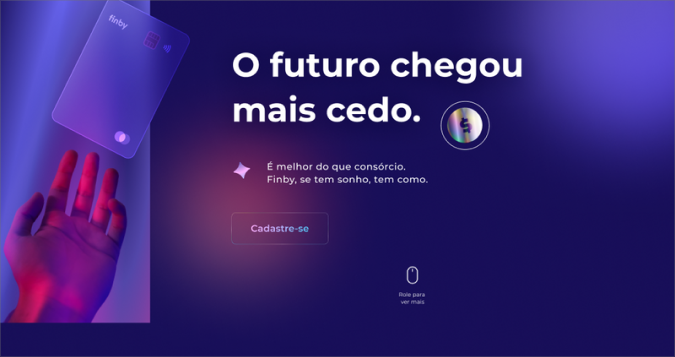 finby
O futuro chegou
mais cedo.
$
É melhor do que consórcio.
Finby, se tem sonho, tem como.
Cadastre-se
Role para
ver mais